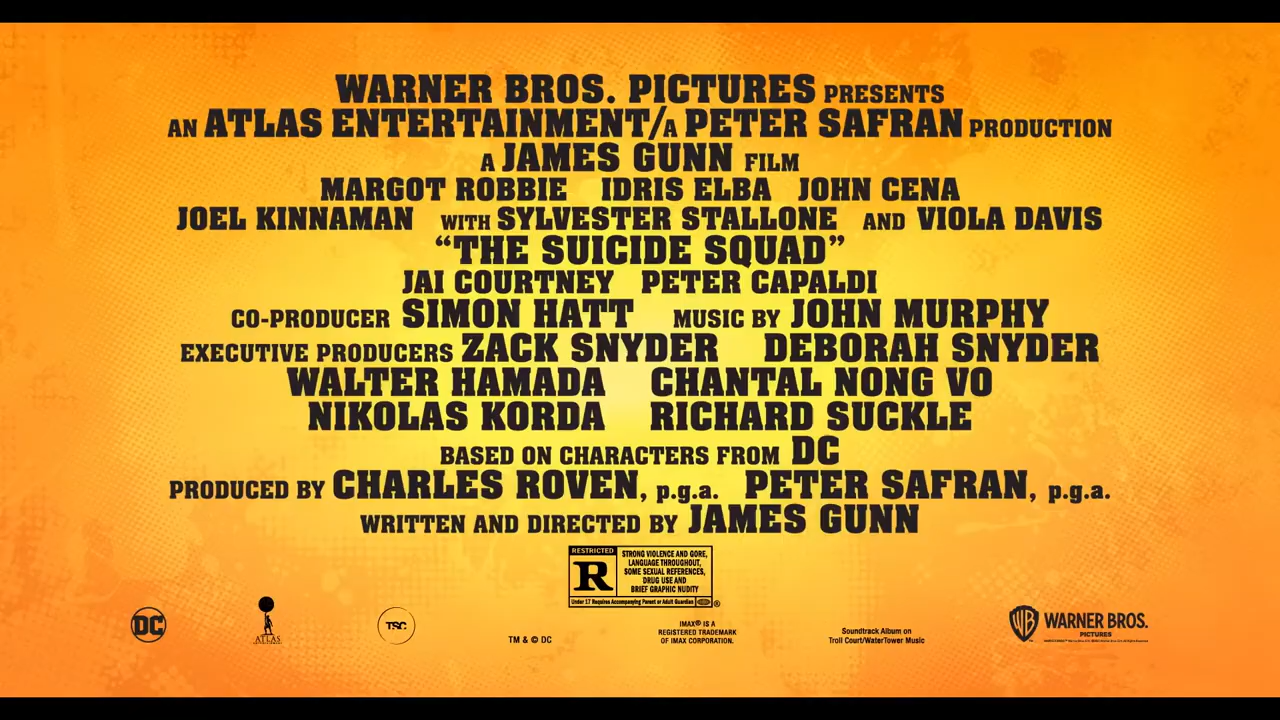 WARNER BROS. PICTURES PRESENTS
AN ATLAS ENTERTAINMENT/A PETER SAFRAN PRODUCTION
A JAMES GUNN FILM
MARGOT ROBBIE IDRIS ELBA JOHN CENA
JOEL KINNAMAN WITH SYLVESTER STALLONE AND VIOLA DAVIS
“THE SUICIDE SQUAD”
JAI COURTNEY PETER CAPALDI
CO-PRODUCER SIMON HATT MUSIC BY JOHN MURPHY
EXECUTIVE PRODUCERS ZACK SNYDER DEBORAH SNYDER
WALTER HAMADA CHANTAL NONG VO
NIKOLAS KORDA RICHARD SUCKLE
BASED ON CHARACTERS FROM DC
PRODUCED BY CHARLES ROVEN, p.g.a. PETER SAFRAN, p.g.a.
WRITTEN AND DIRECTED BY JAMES GUNN
RESTRICTED
R
STRONG VIOLENCE AND GORE,
LANGUAGE THROUGHOUT,
SOME SEXUAL REFERENCES,
DRUG USE AND
BRIEF GRAPHIC NUDITY
Under 17 Requires Accompanying Parent or Adult Guardian ®
DC
ATLAS
TSC
TM & © DC
IMAX® IS A
REGISTERED TRADEMARK
OF IMAX CORPORATION.
Soundtrack Album on
Troll Court/WaterTower Music
WB WARNER BROS.
PICTURES